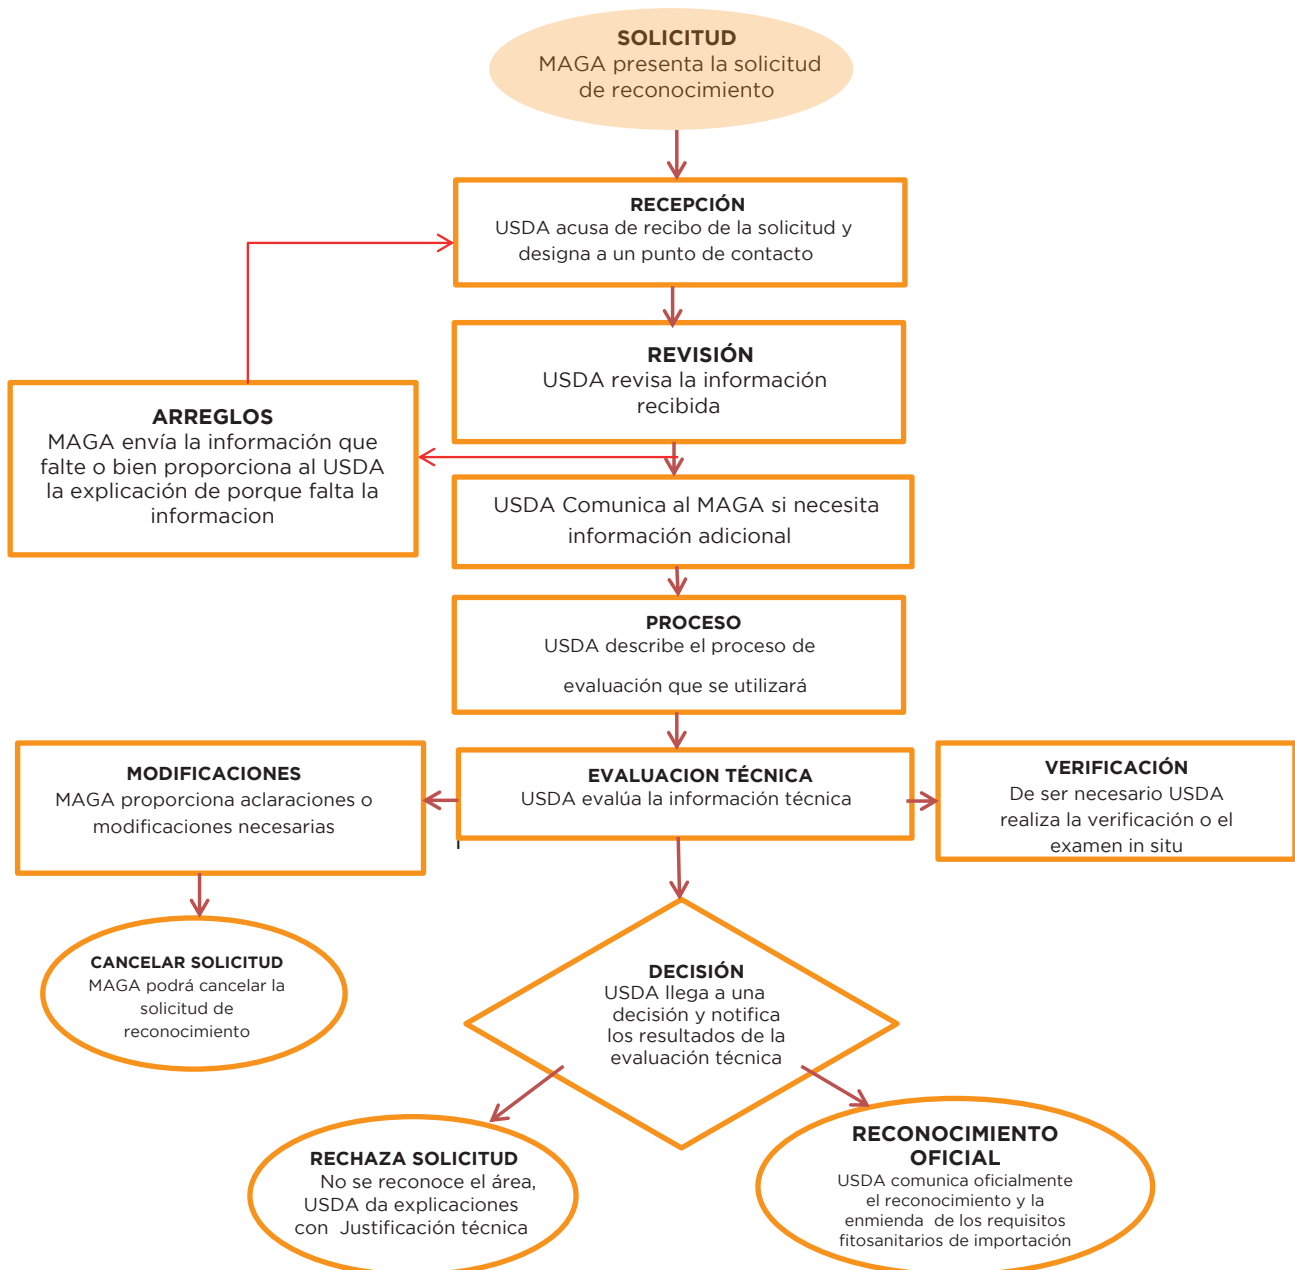 SOLICITUD
MAGA presenta la solicitud
de reconocimiento
RECEPCIÓN
USDA acusa de recibo de la solicitud y
designa a un punto de contacto
REVISIÓN
USDA revisa la información
recibida
ARREGLOS
MAGA envía la información que
falte o bien proporciona al USDA
la explicación de porque falta la
informacion
USDA Comunica al MAGA si necesita
información adicional
PROCESO
USDA describe el proceso de
evaluación que se utilizará
MODIFICACIONES
MAGA proporciona aclaraciones o
modificaciones necesarias
EVALUACION TÉCNICA
USDA evalúa la información técnica
VERIFICACIÓN
De ser necesario USDA
realiza la verificación o el
examen in situ
CANCELAR SOLICITUD
MAGA podrá cancelar la
solicitud de
reconocimiento
DECISIÓN
USDA llega a una
decisión y notifica
los resultados de la
evaluación técnica
RECHAZA SOLICITUD
No se reconoce el área,
USDA da explicaciones
con Justificación técnica
RECONOCIMIENTO
OFICIAL
USDA comunica oficialmente
el reconocimiento y la
enmienda de los requisitos
fitosanitarios de importación